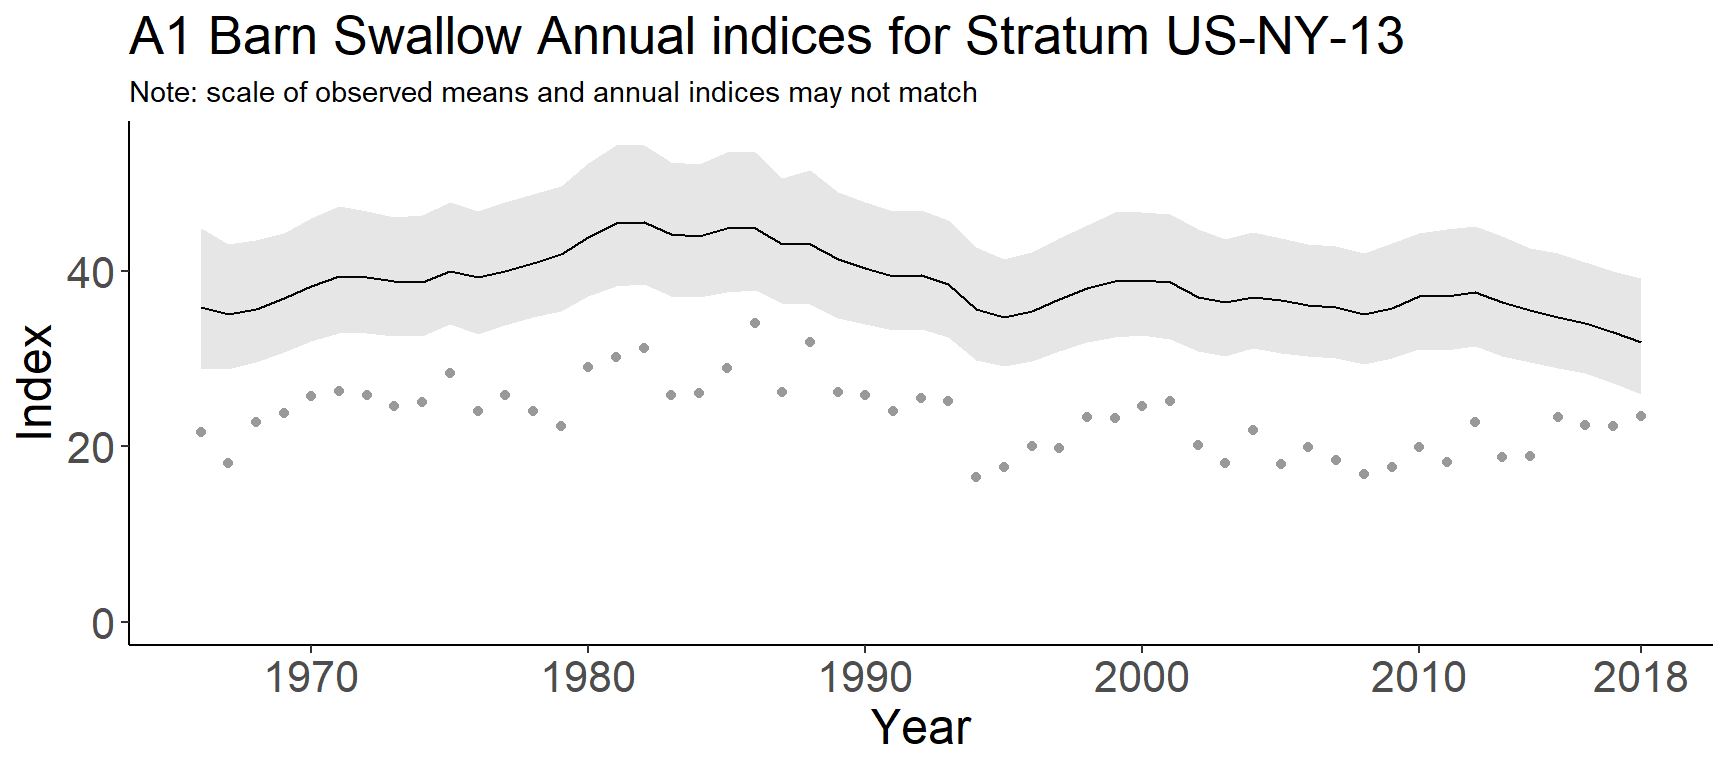 A1 Barn Swallow Annual indices for Stratum US-NY-13
Note: scale of observed means and annual indices may not match
Index
40
20
0
1970 1980 1990 2000 2010 2018
Year